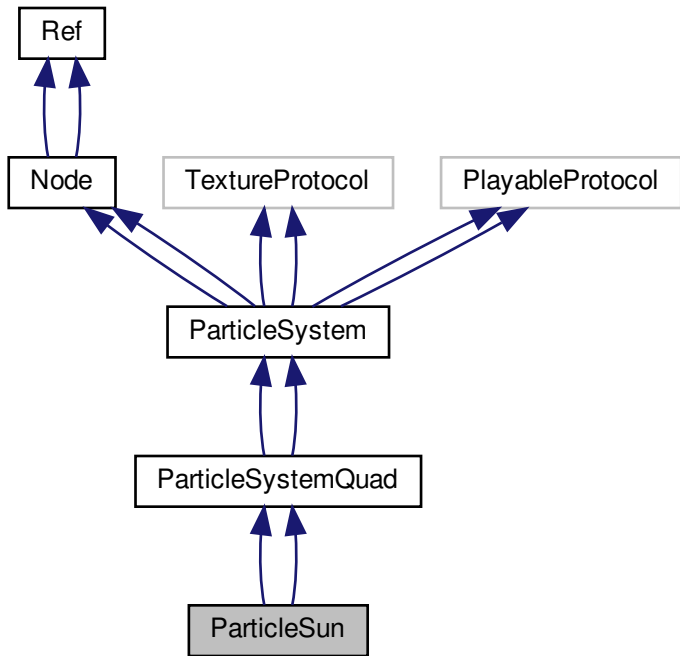 Ref
Node
TextureProtocol
PlayableProtocol
ParticleSystem
ParticleSystemQuad
ParticleSun